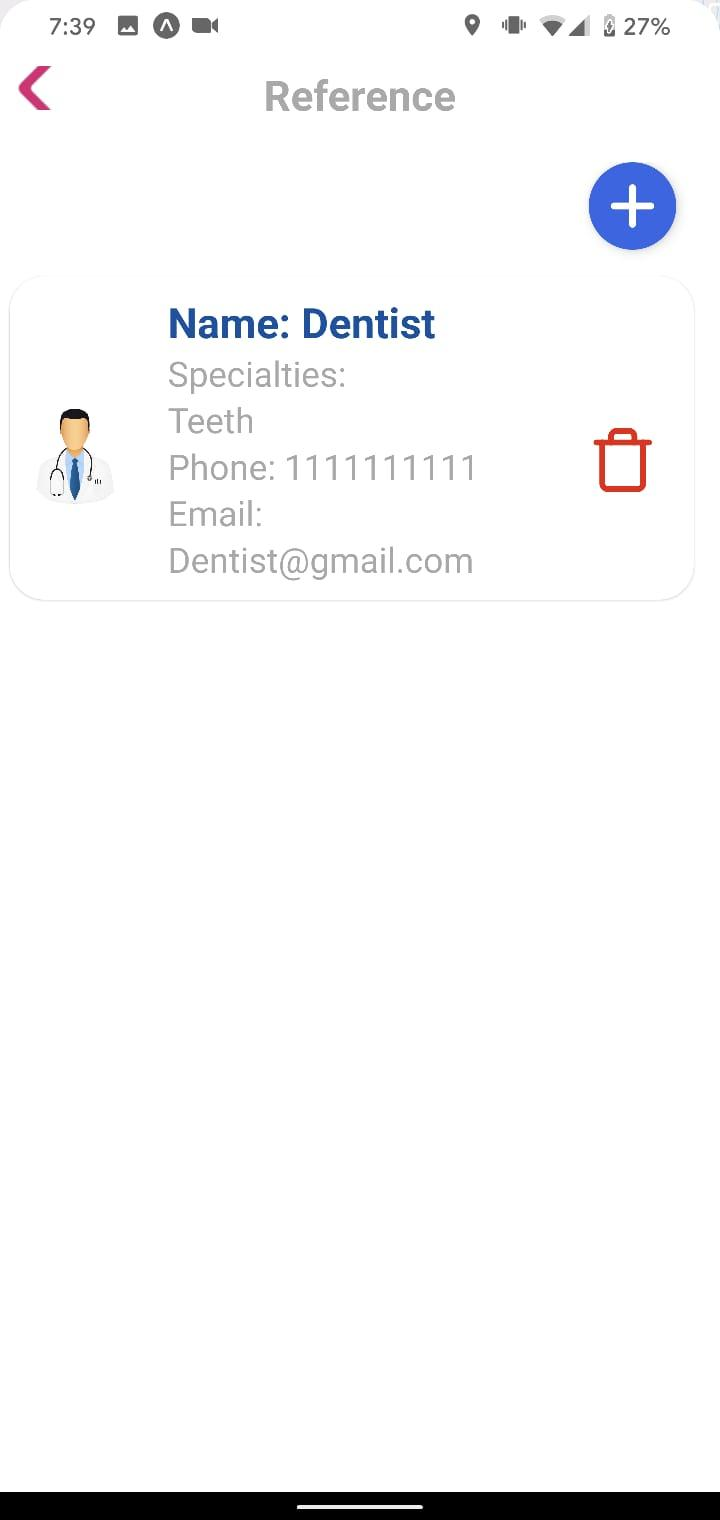 7:39 27%
Reference
Name: Dentist
Specialties:
Teeth
Phone: 1111111111
Email:
Dentist@gmail.com